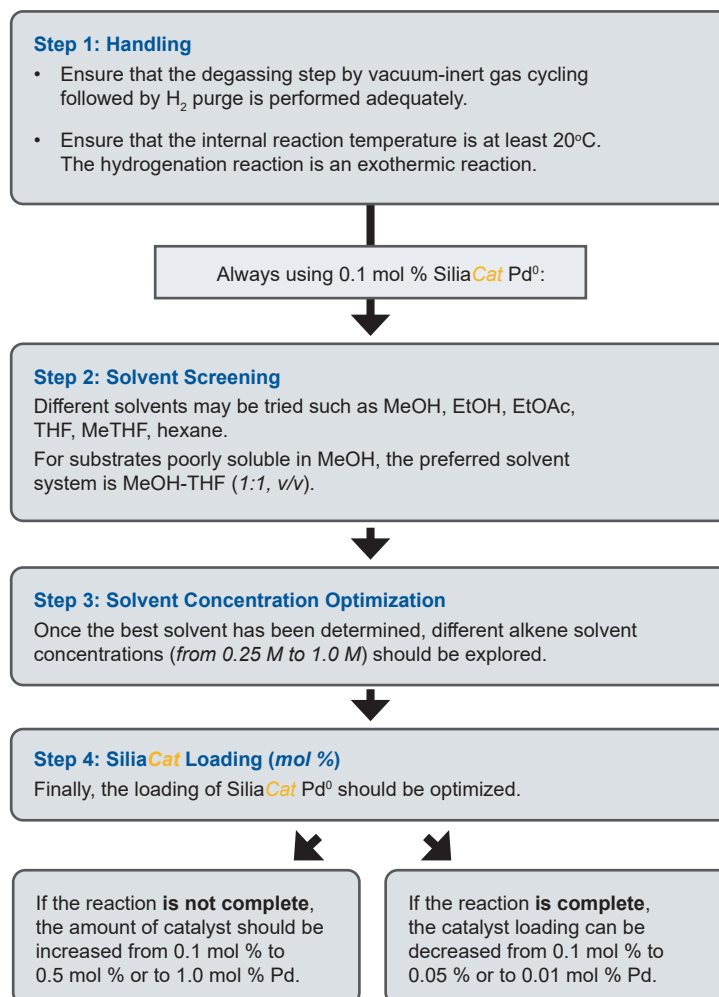 Step 1: Handling
• Ensure that the degassing step by vacuum-inert gas cycling
followed by H₂ purge is performed adequately.
• Ensure that the internal reaction temperature is at least 20°C.
The hydrogenation reaction is an exothermic reaction.
Always using 0.1 mol % SiliaCat Pd⁰:
Step 2: Solvent Screening
Different solvents may be tried such as MeOH, EtOH, EtOAc,
THF, MeTHF, hexane.
For substrates poorly soluble in MeOH, the preferred solvent
system is MeOH-THF (1:1, v/v).
Step 3: Solvent Concentration Optimization
Once the best solvent has been determined, different alkene solvent
concentrations (from 0.25 M to 1.0 M) should be explored.
Step 4: SiliaCat Loading (mol %)
Finally, the loading of SiliaCat Pd⁰ should be optimized.
If the reaction is not complete,
the amount of catalyst should be
increased from 0.1 mol % to
0.5 mol % or to 1.0 mol % Pd.
If the reaction is complete,
the catalyst loading can be
decreased from 0.1 mol % to
0.05 % or to 0.01 mol % Pd.